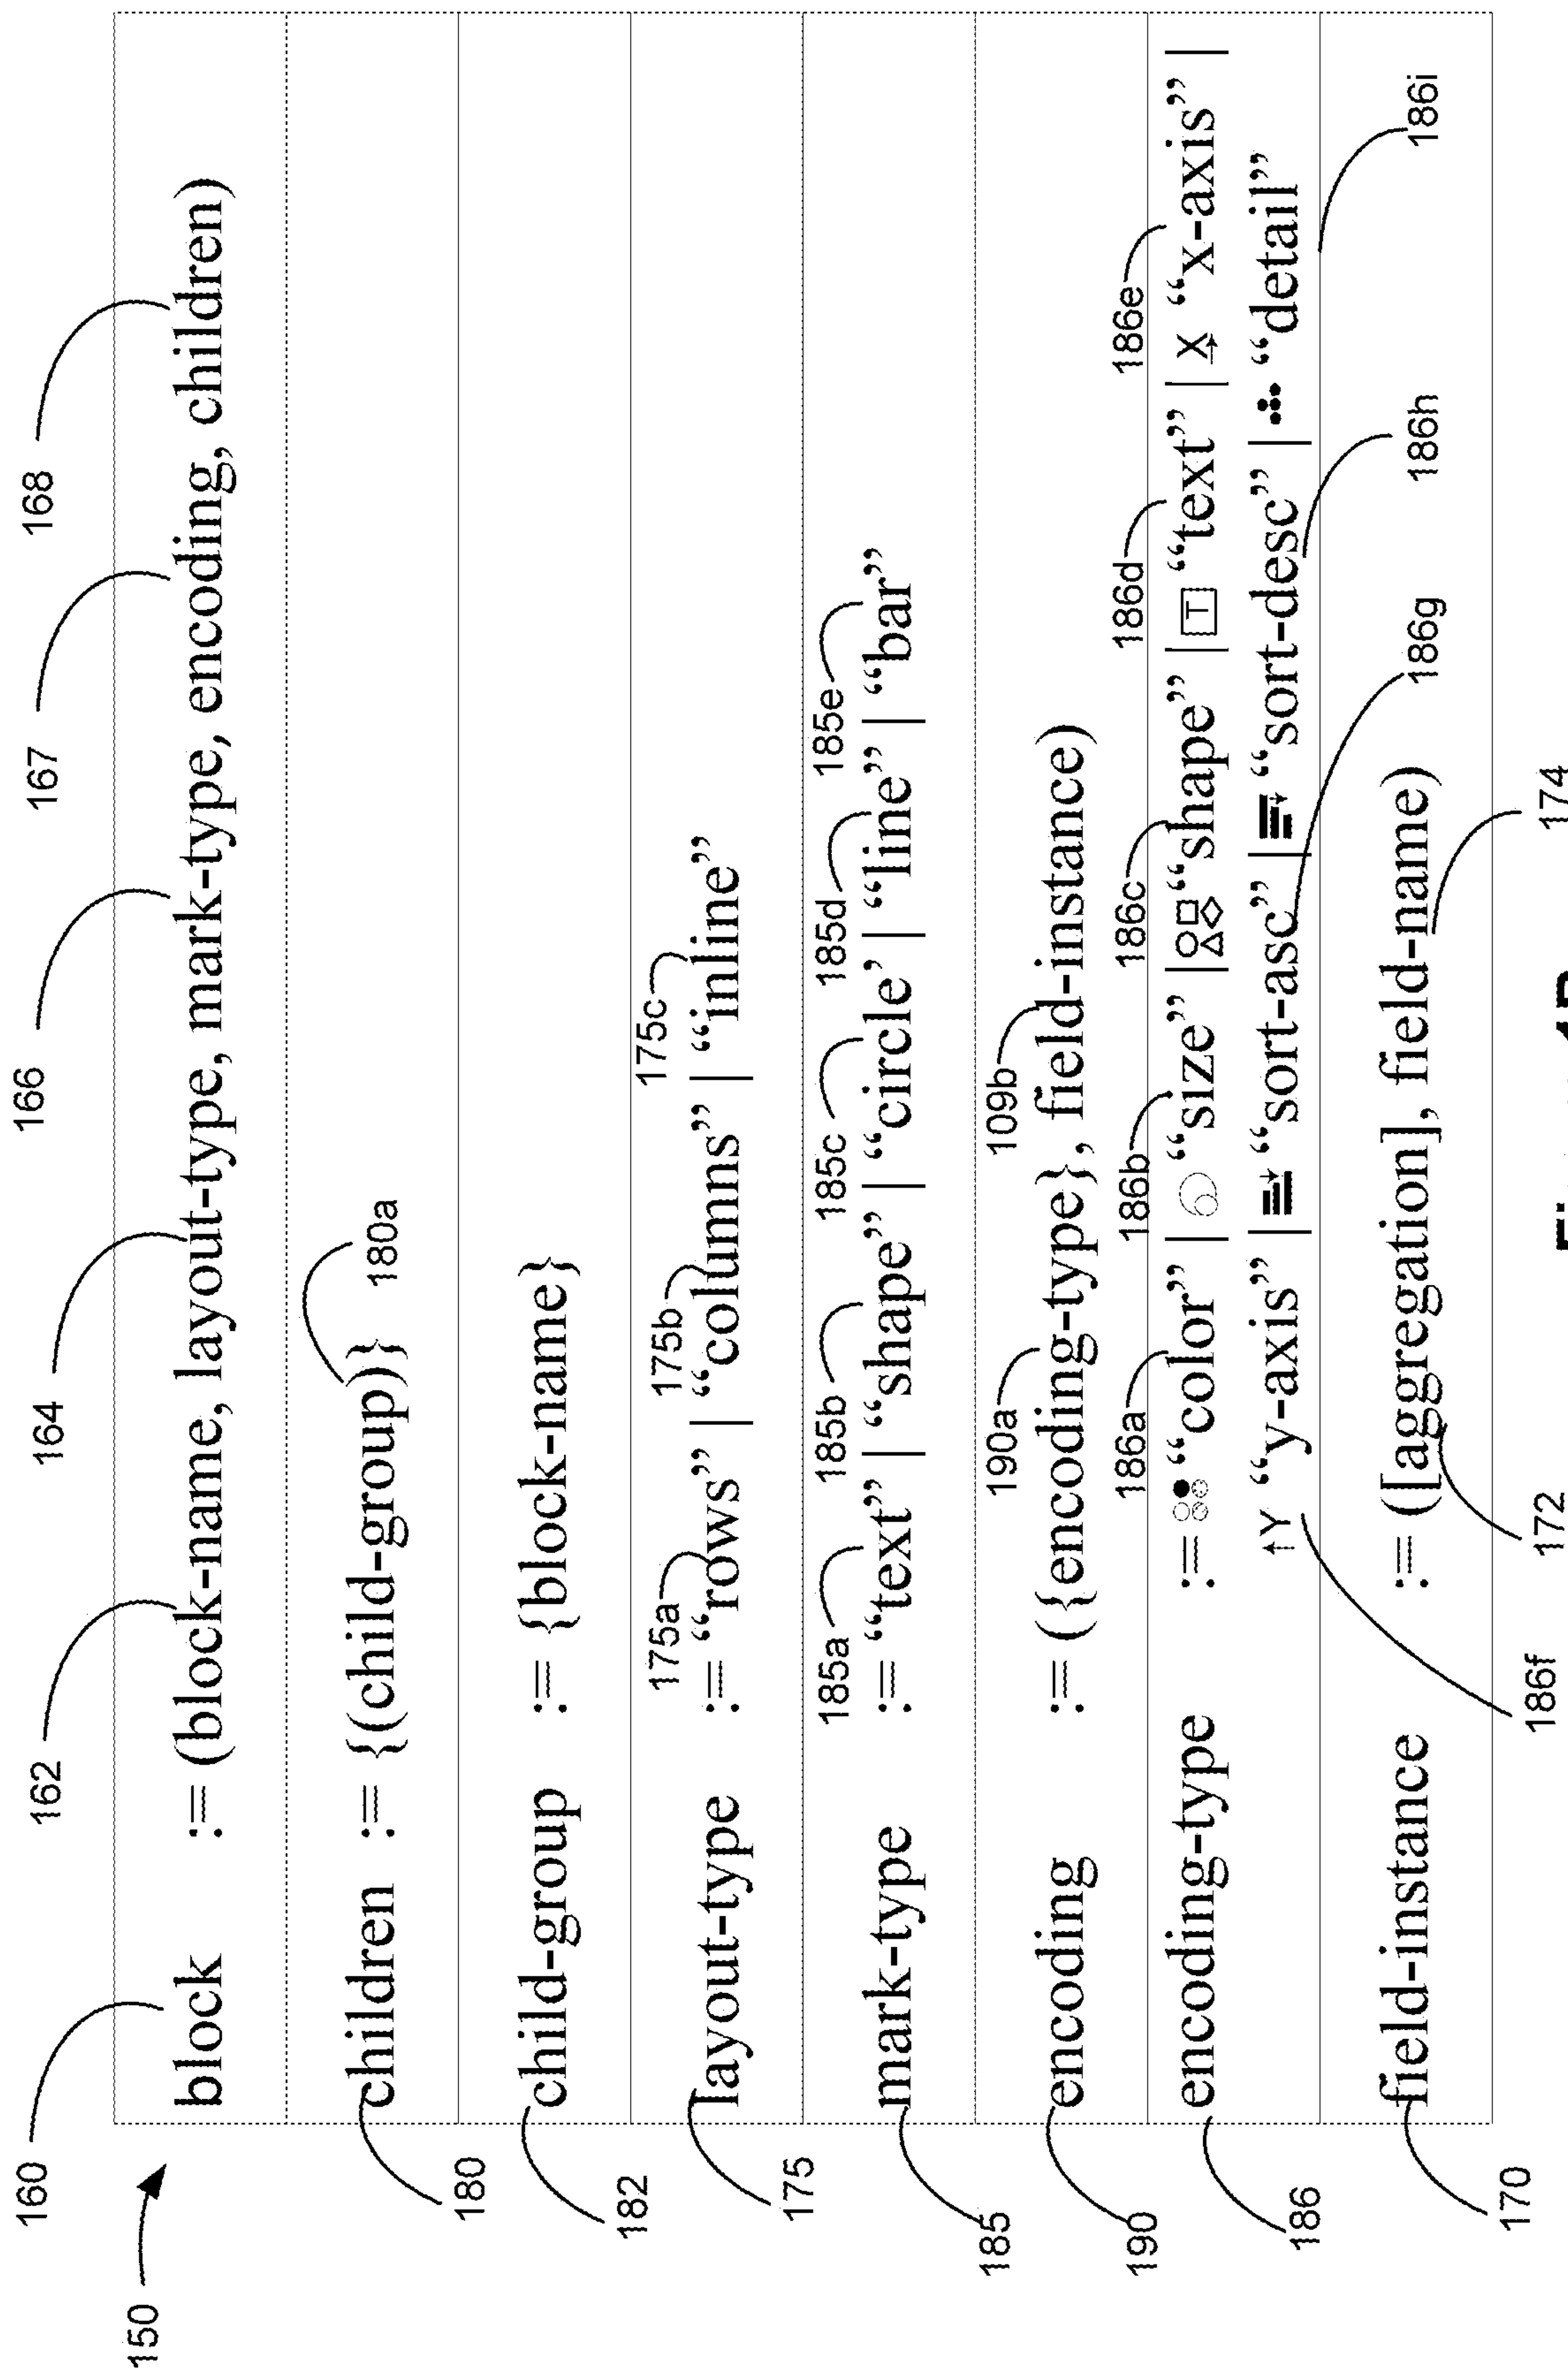 168
167
166
164
162
160
150
block := (block-name, layout-type, mark-type, encoding, children)
180 children := {(child-group)} 180a
182 child-group := {block-name}
175a 175b 175c
175 layout-type := “rows” | “columns” | “inline”
185a 185b 185c 185d 185e
185 mark-type := “text” | “shape” | “circle’ | “line” | “bar”
190a 109b
190 encoding := ({encoding-type}, field-instance)
186a 186b 186c 186d 186e
186 encoding-type := “color” | “size” | “shape” | T “text” | X “x-axis” |
↑Y “y-axis” | “sort-asc” | “sort-desc” | “detail”
186f 186g 186h 186i
170 field-instance := ([aggregation], field-name)
172 174